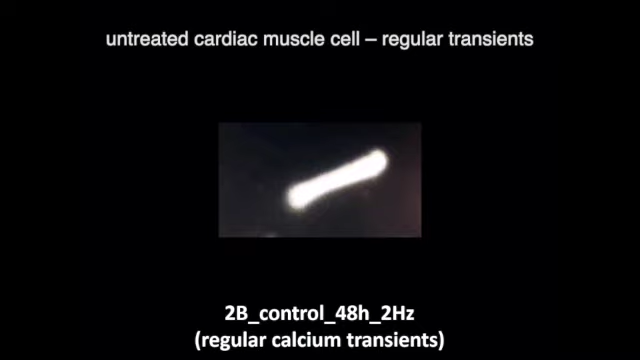 untreated cardiac muscle cell – regular transients
2B_control_48h_2Hz
(regular calcium transients)